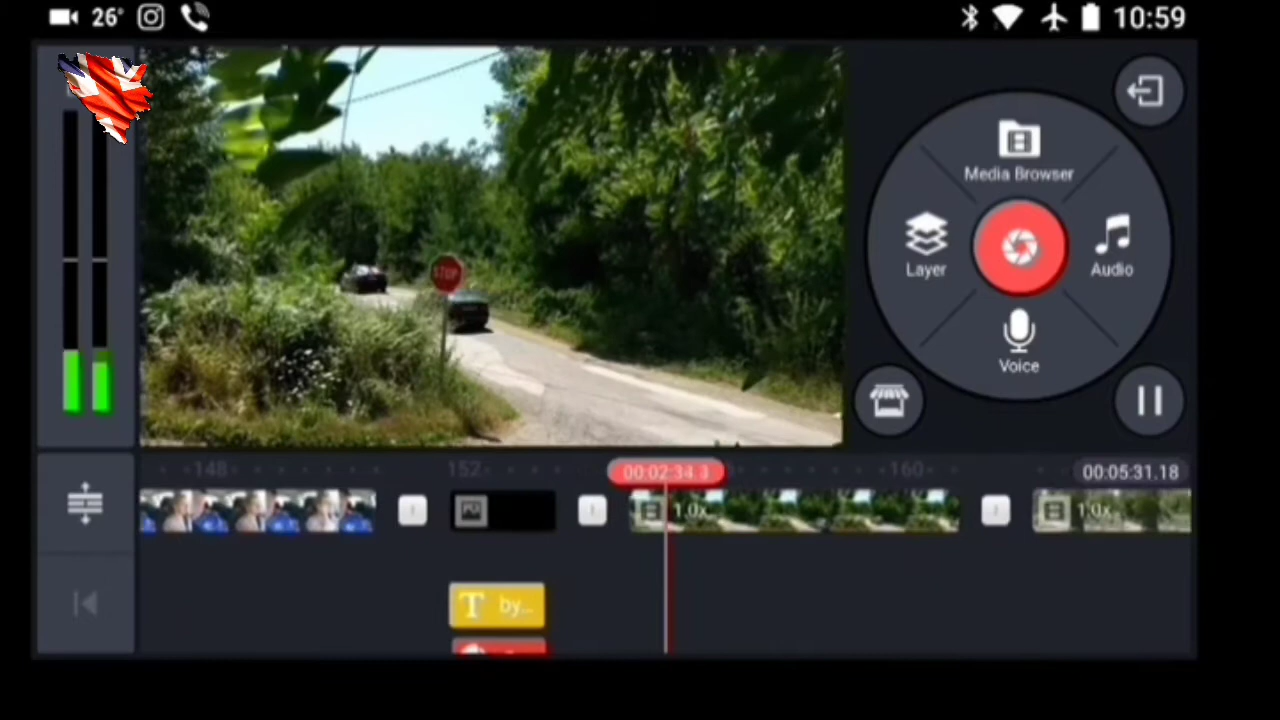 26°
10:59
Media Browser
Layer
Audio
Voice
STOP
148
152
00:02:34.3
160
00:05:31.18
1.0x
1.0x
T by...